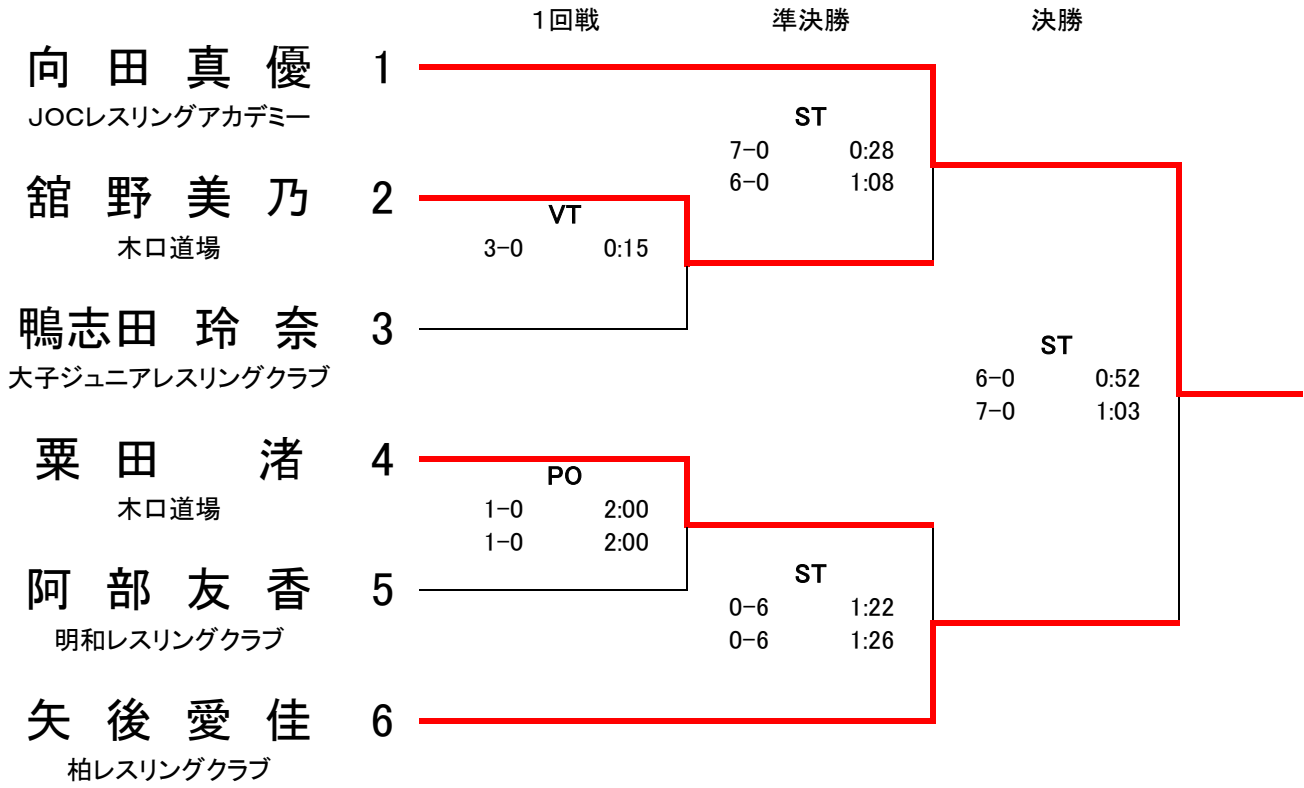 1回戦 準決勝 決勝
向田真優 1
JOCレスリングアカデミー
ST
7-0 0:28
6-0 1:08
舘野美乃 2
木口道場
VT
3-0 0:15
鴨志田 玲奈 3
大子ジュニアレスリングクラブ
ST
6-0 0:52
7-0 1:03
粟田 渚 4
木口道場
PO
1-0 2:00
1-0 2:00
阿部友香 5
明和レスリングクラブ
ST
0-6 1:22
0-6 1:26
矢後愛佳 6
柏レスリングクラブ